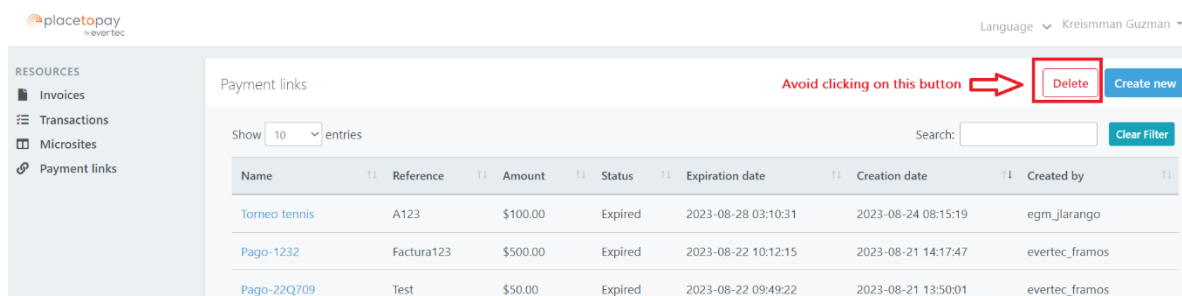 placetopay
by evertec
Language Kreismman Guzman
RESOURCES
Invoices
Transactions
Microsites
Payment links
Payment links
Avoid clicking on this button
Delete
Create new
Show 10 entries
Search:
Clear Filter
Name Reference Amount Status Expiration date Creation date Created by
Torneo tennis A123 $100.00 Expired 2023-08-28 03:10:31 2023-08-24 08:15:19 egm_jlarango
Pago-1232 Factura123 $500.00 Expired 2023-08-22 10:12:15 2023-08-21 14:17:47 evertec_framos
Pago-22Q709 Test $50.00 Expired 2023-08-22 09:49:22 2023-08-21 13:50:01 evertec_framos